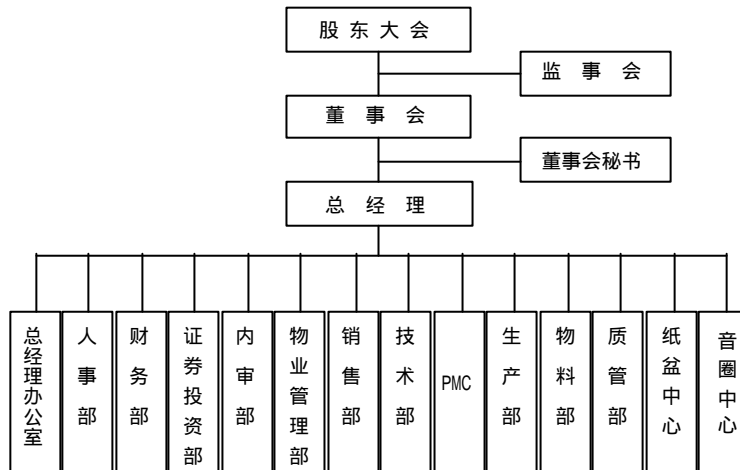 股东大会
监事会
董事会
董事会秘书
总经理
总经理办公室
人事部
财务部
证券投资部
内审部
物业管理部
销售部
技术部
PMC
生产部
物料部
质管部
纸盆中心
音圈中心